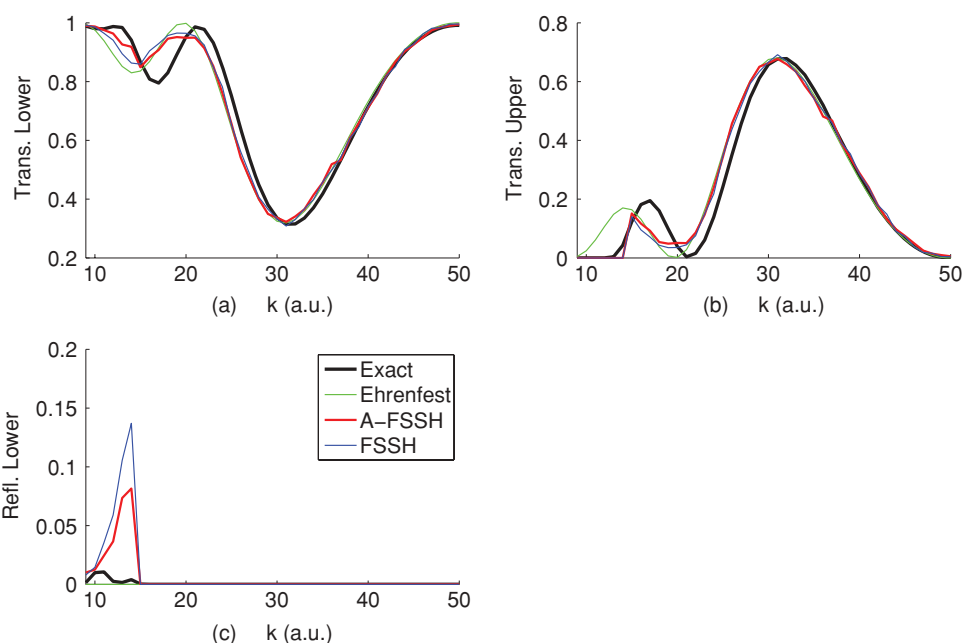 1
0.8
0.6
0.4
0.2
Trans. Lower
10 20 30 40 50
(a) k (a.u.)
0.8
0.6
0.4
0.2
0
Trans. Upper
10 20 30 40 50
(b) k (a.u.)
0.2
0.15
0.1
0.05
0
Refl. Lower
Exact
Ehrenfest
A-FSSH
FSSH
10 20 30 40 50
(c) k (a.u.)